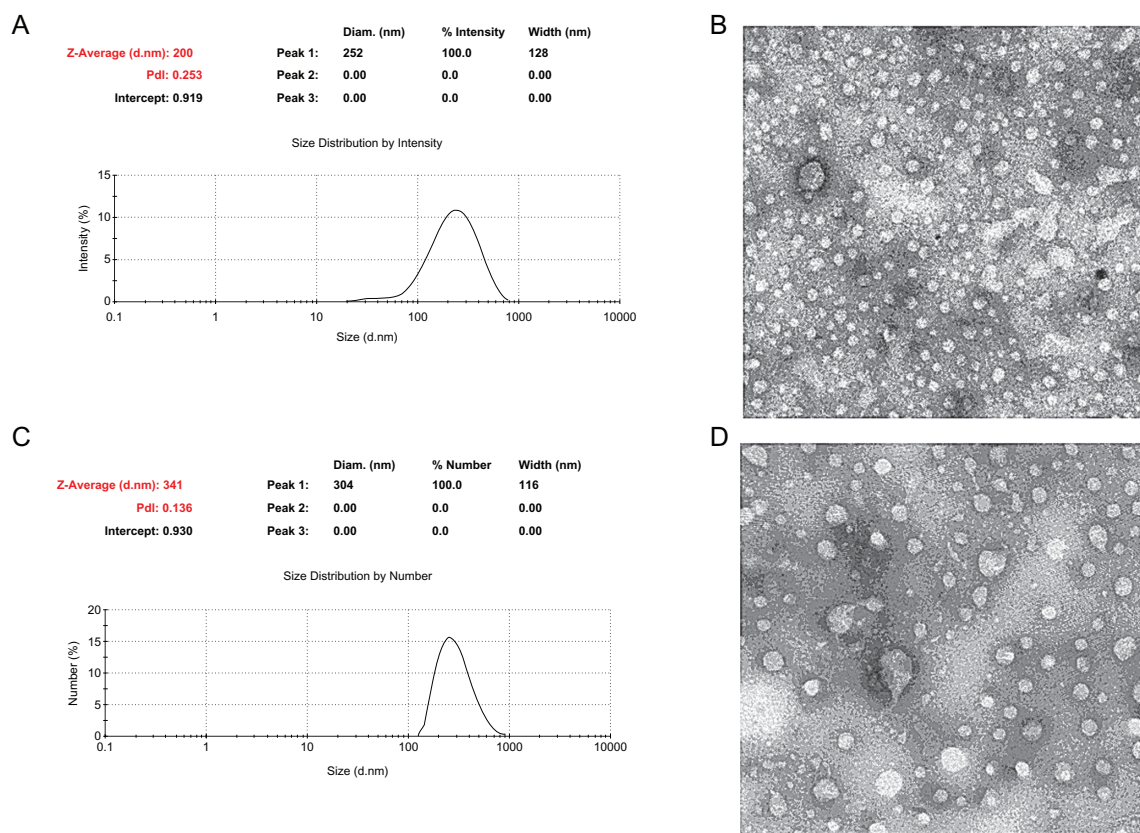 A
Diam. (nm) % Intensity Width (nm)
Z-Average (d.nm): 200 Peak 1: 252 100.0 128
PdI: 0.253 Peak 2: 0.00 0.0 0.00
Intercept: 0.919 Peak 3: 0.00 0.0 0.00
Size Distribution by Intensity
15
10
5
0
Intensity (%)
0.1 1 10 100 1000 10000
Size (d.nm)
B
C
Diam. (nm) % Number Width (nm)
Z-Average (d.nm): 341 Peak 1: 304 100.0 116
PdI: 0.136 Peak 2: 0.00 0.0 0.00
Intercept: 0.930 Peak 3: 0.00 0.0 0.00
Size Distribution by Number
20
15
10
5
0
Number (%)
0.1 1 10 100 1000 10000
Size (d.nm)
D